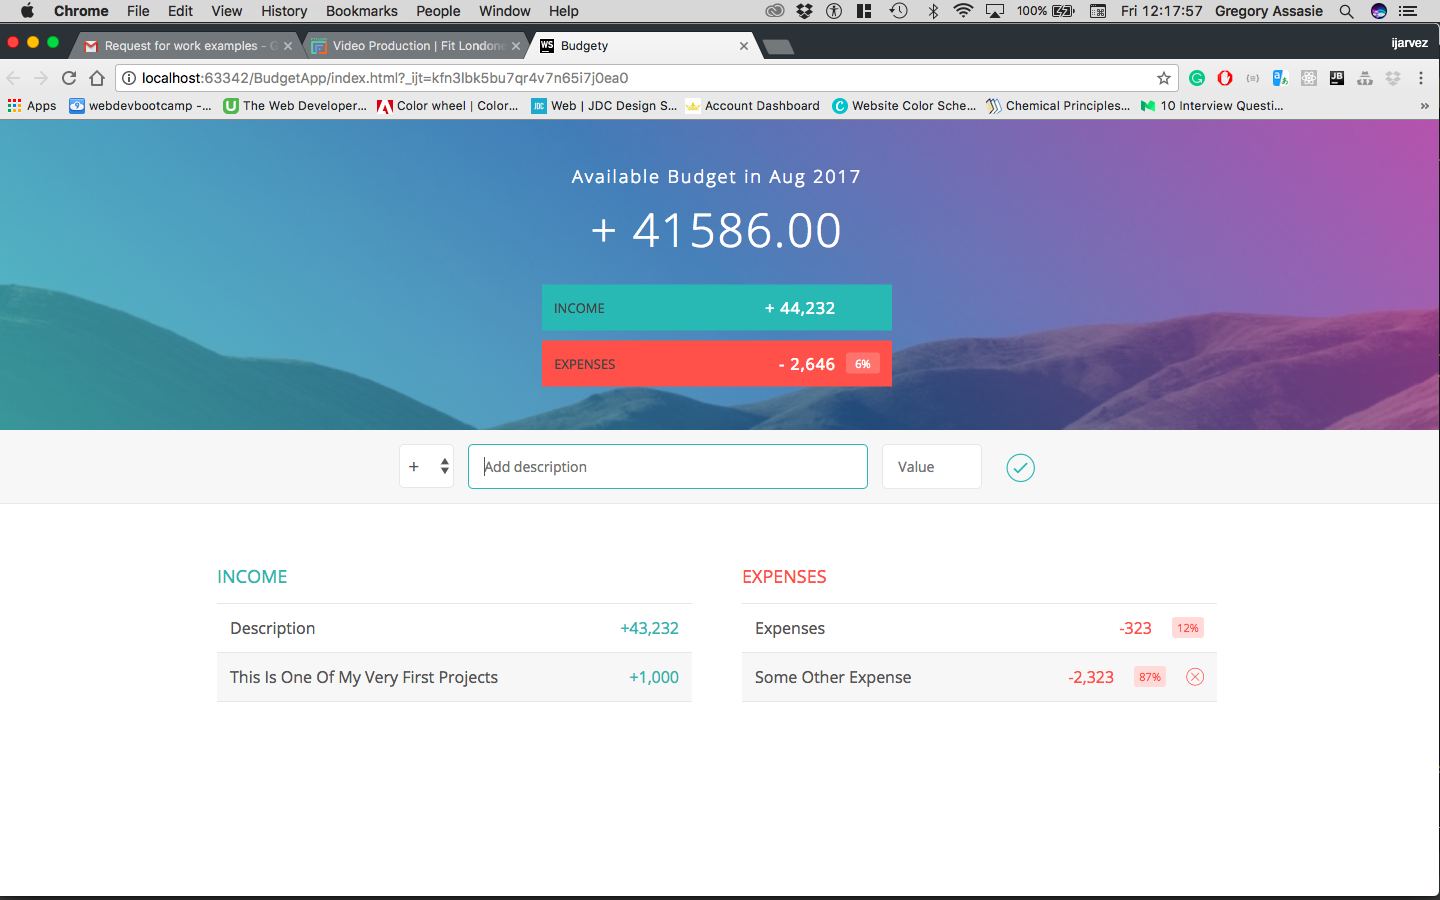 Chrome File Edit View History Bookmarks People Window Help 100% Fri 12:17:57 Gregory Assasie
Request for work examples - G Video Production | Fit Londone WS Budgety ijarvez
localhost:63342/BudgetApp/index.html?_ijt=kfn3lbk5bu7qr4v7n65i7j0ea0
Apps webdevbootcamp -... The Web Developer... Color wheel | Color... JDC Web | JDC Design S... Account Dashboard Website Color Sche... Chemical Principles... 10 Interview Questi... »
Available Budget in Aug 2017
+ 41586.00
INCOME + 44,232
EXPENSES - 2,646 6%
+ Add description Value
INCOME EXPENSES
Description +43,232 Expenses -323 12%
This Is One Of My Very First Projects +1,000 Some Other Expense -2,323 87%